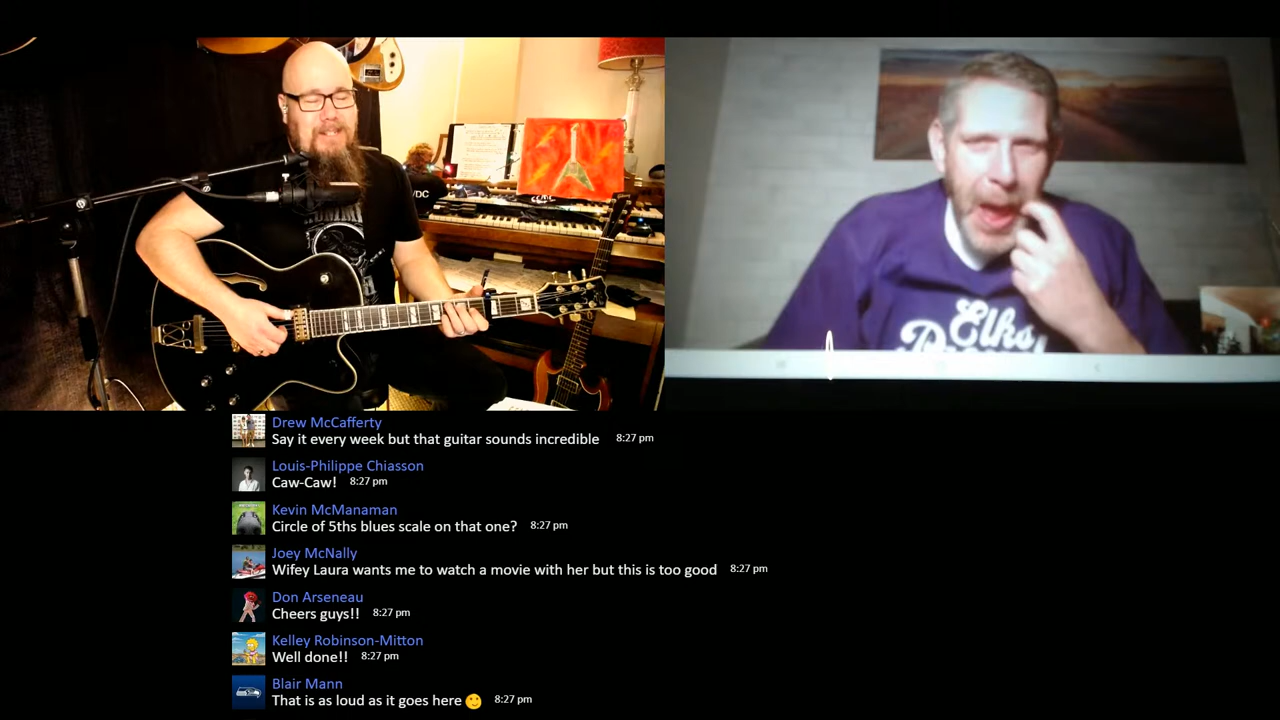 /DC
Elks
Drew McCafferty
Say it every week but that guitar sounds incredible 8:27 pm
Louis-Philippe Chiasson
Caw-Caw! 8:27 pm
Kevin McManaman
Circle of 5ths blues scale on that one? 8:27 pm
Joey McNally
Wifey Laura wants me to watch a movie with her but this is too good 8:27 pm
Don Arseneau
Cheers guys!! 8:27 pm
Kelley Robinson-Mitton
Well done!! 8:27 pm
Blair Mann
That is as loud as it goes here 🙂 8:27 pm